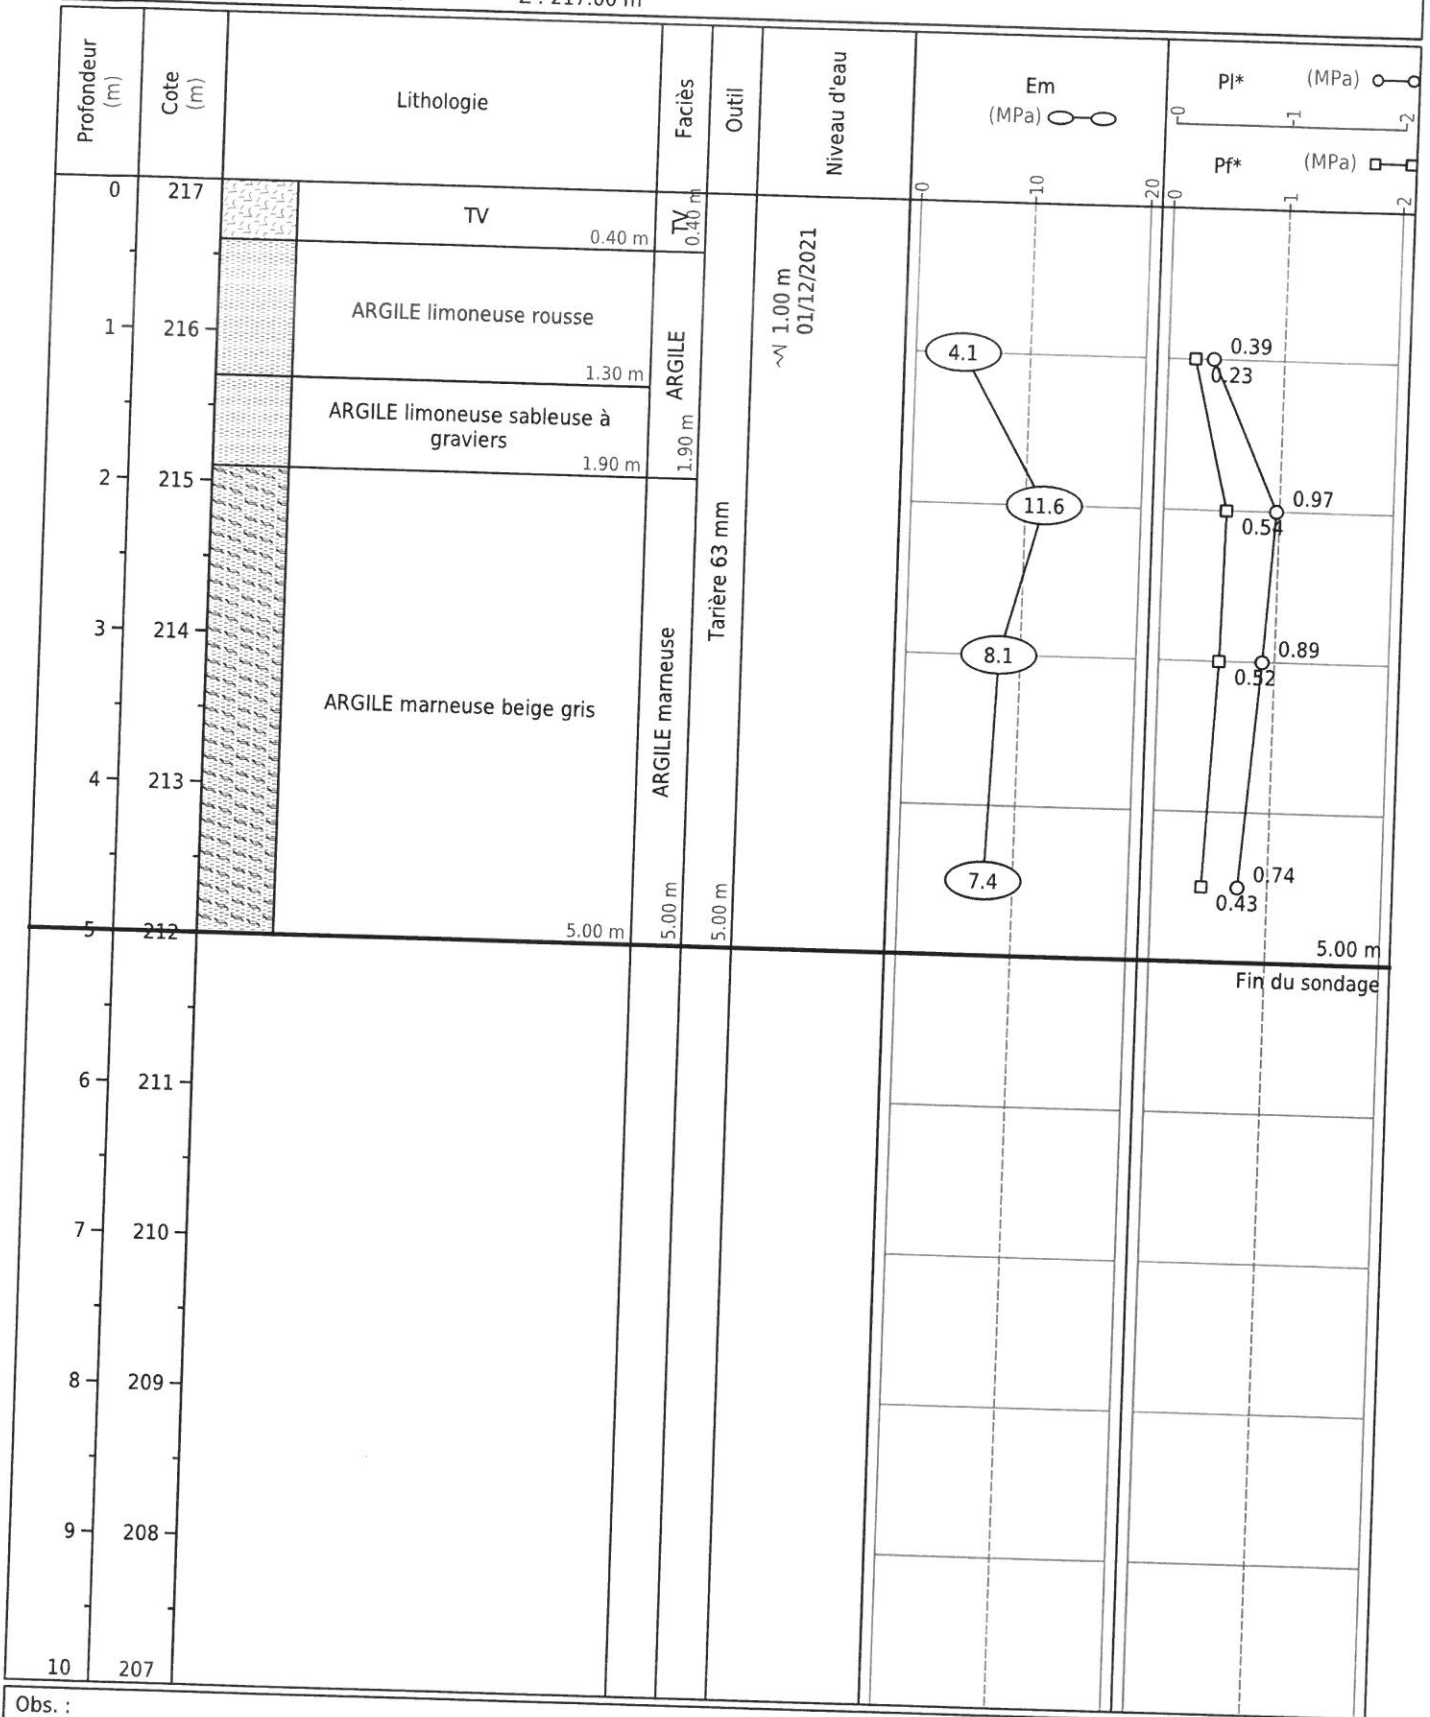 Z : 217.00 m
Profondeur
(m)
Cote
(m)
Lithologie
Faciès
Outil
Niveau d'eau
Em
(MPa)
0
10
20
Pl*
(MPa)
0
1
2
Pf*
(MPa)
0
1
2
0
217
TV
0.40 m
TV
0.40 m
1
216
ARGILE limoneuse rousse
1.30 m
ARGILE
1.90 m
1.00 m
01/12/2021
4.1
0.39
0.23
ARGILE limoneuse sableuse à
graviers
1.90 m
2
215
11.6
0.97
0.54
Tarière 63 mm
5.00 m
3
214
ARGILE marneuse beige gris
ARGILE marneuse
5.00 m
8.1
0.89
0.52
4
213
7.4
0.74
0.43
5
212
5.00 m
5.00 m
Fin du sondage
6
211
7
210
8
209
9
208
10
207
Obs. :